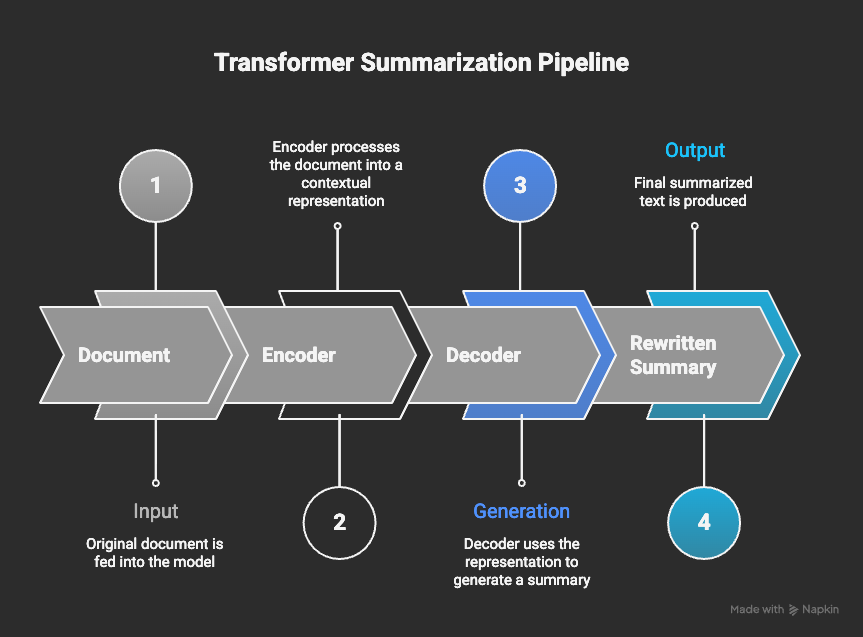 Transformer Summarization Pipeline
1
Encoder processes
the document into a
contextual
representation
3
Output
Final summarized
text is produced
Document
Encoder
Decoder
Rewritten
Summary
Input
Original document is
fed into the model
2
Generation
Decoder uses the
representation to
generate a summary
4
Made with Napkin